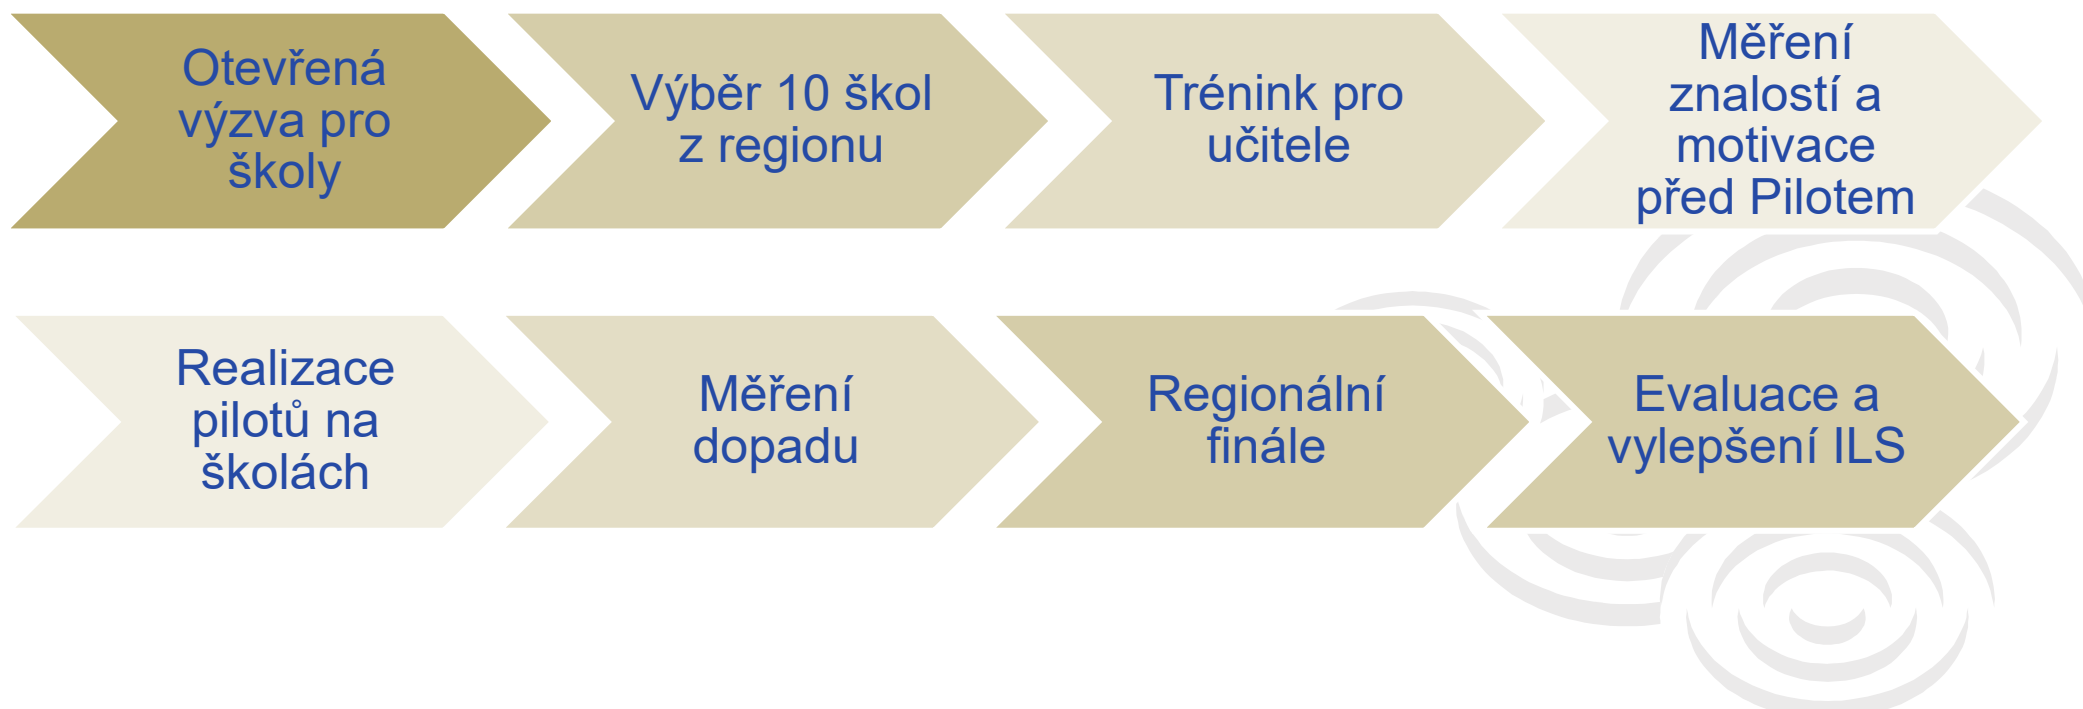 Otevřená
výzva pro
školy
Výběr 10 škol
z regionu
Trénink pro
učitele
Měření
znalostí a
motivace
před Pilotem
Realizace
pilotů na
školách
Měření
dopadu
Regionální
finále
Evaluace a
vylepšení ILS